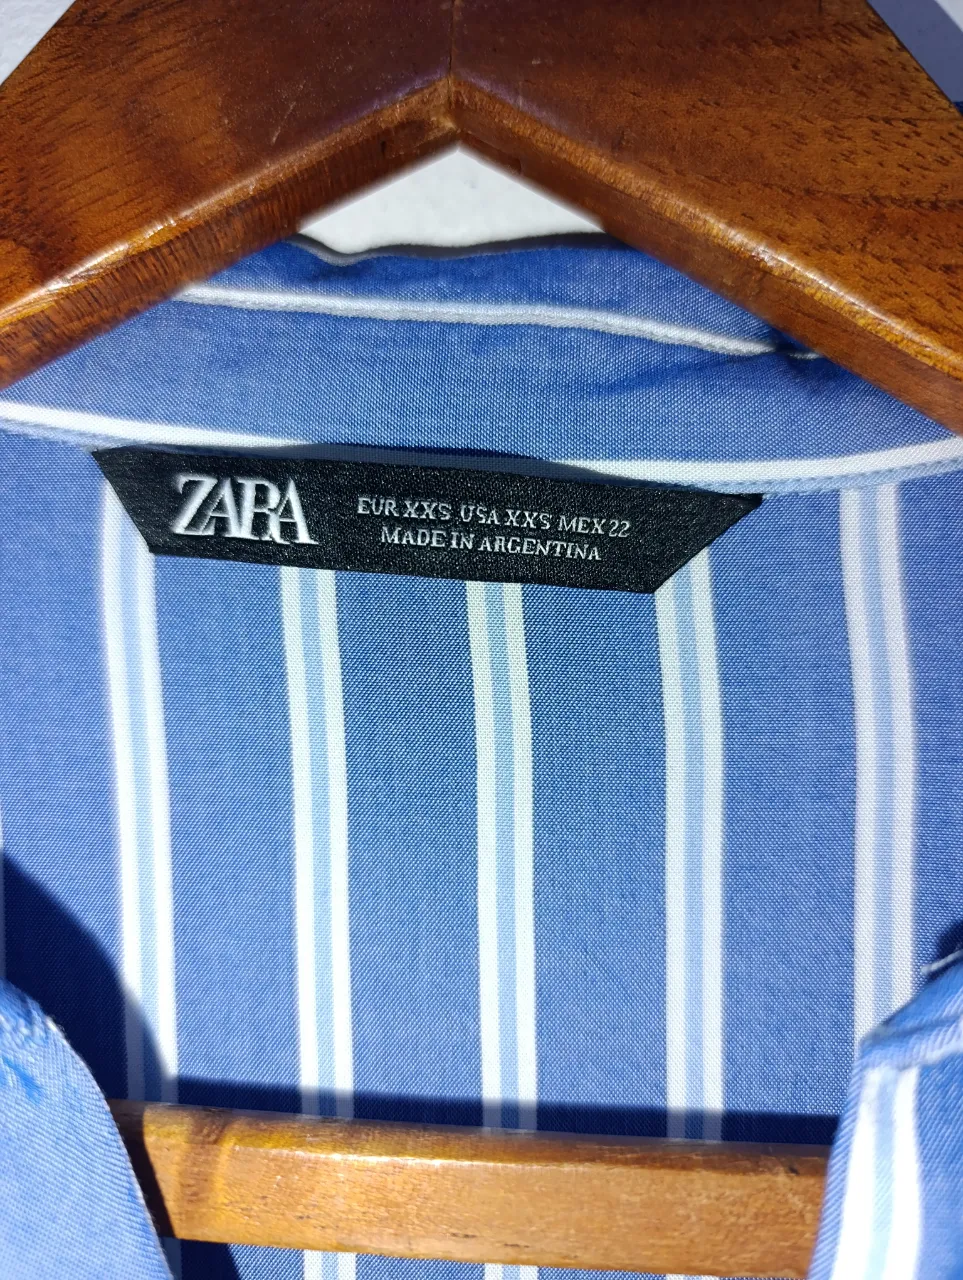 ZARA
EUR XXS USA XXS MEX 22
MADE IN ARGENTINA